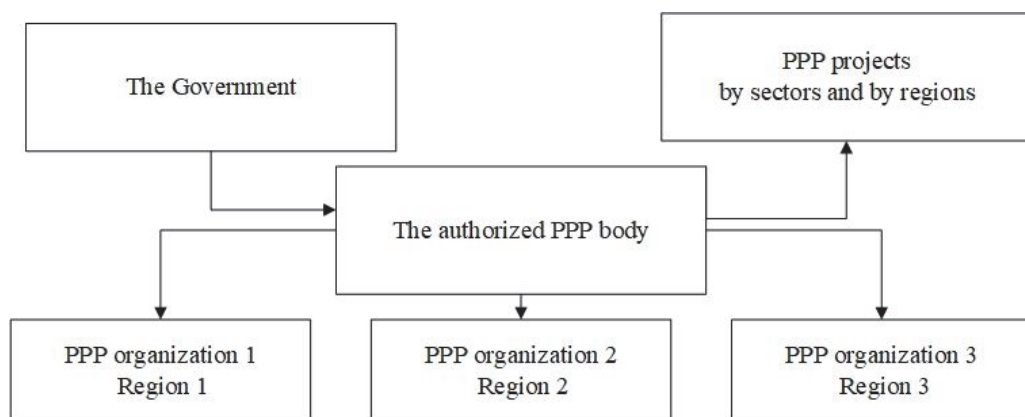 The Government
PPP projects
by sectors and by regions
The authorized PPP body
PPP organization 1
Region 1
PPP organization 2
Region 2
PPP organization 3
Region 3